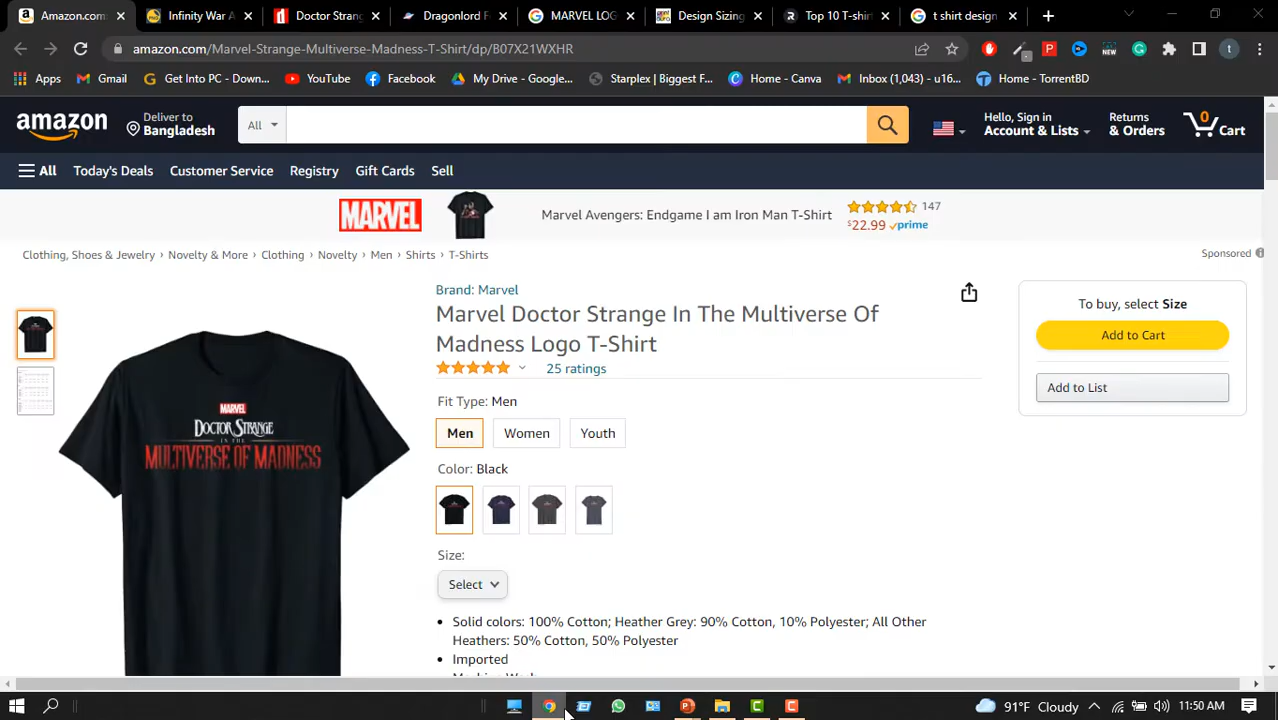 Amazon.com: Ma
Infinity War A
Doctor Strang
Dragonlord F
MARVEL LOG
Design Sizing
Top 10 T-shirt
t shirt design
amazon.com/Marvel-Strange-Multiverse-Madness-T-Shirt/dp/B07X21WXHR
NEW
t
Apps
Gmail
Get Into PC - Down...
YouTube
Facebook
My Drive - Google...
Starplex | Biggest F...
Home - Canva
Inbox (1,043) - u16...
Home - TorrentBD
amazon
Deliver to
Bangladesh
All
Hello, Sign in
Account & Lists
Returns
& Orders
0
Cart
All
Today's Deals
Customer Service
Registry
Gift Cards
Sell
MARVEL
Marvel Avengers: Endgame I am Iron Man T-Shirt
147
$22.99 prime
Clothing, Shoes & Jewelry › Novelty & More › Clothing › Novelty › Men › Shirts › T-Shirts
Sponsored
Brand: Marvel
Marvel Doctor Strange In The Multiverse Of
Madness Logo T-Shirt
25 ratings
Fit Type: Men
Men
Women
Youth
Color: Black
Size:
Select
• Solid colors: 100% Cotton; Heather Grey: 90% Cotton, 10% Polyester; All Other
Heathers: 50% Cotton, 50% Polyester
• Imported
To buy, select Size
Add to Cart
Add to List
MARVEL
DOCTOR STRANGE
IN THE
MULTIVERSE OF MADNESS
91°F Cloudy
11:50 AM